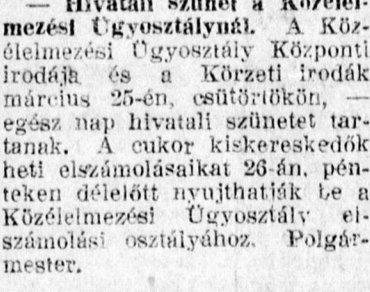 — Hivatali szünet a Közélel-
mezési Ügyosztálynál. A Köz-
élelmezési Ügyosztály Központi
irodája és a Körzeti irodák
március 25-én, csütörtökön, —
egész nap hivatali szünetet tar-
tanak. A cukor kiskereskedők
heti elszámolásaikat 26-án, pén-
teken délelőtt nyujthatják be a
Közélelmezési Ügyosztály el-
számolási osztályához. Polgár-
mester.